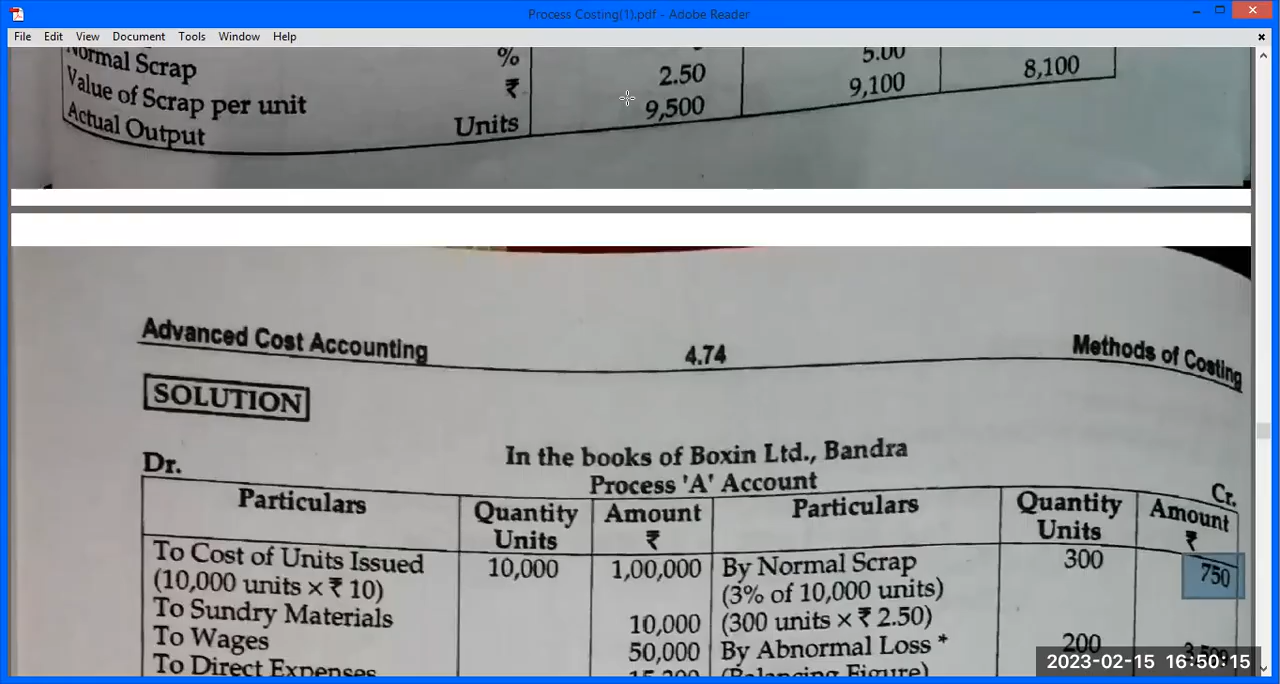 Process Costing(1).pdf - Adobe Reader
File Edit View Document Tools Window Help
Normal Scrap % 5.00
Value of Scrap per unit ₹ 2.50 9,100 8,100
Actual Output Units 9,500
Advanced Cost Accounting 4.74 Methods of Costing
SOLUTION
In the books of Boxin Ltd., Bandra
Dr. Process 'A' Account Cr.
Particulars Quantity Units Amount ₹ Particulars Quantity Units Amount ₹
To Cost of Units Issued 10,000 1,00,000 By Normal Scrap 300 750
(10,000 units × ₹ 10) (3% of 10,000 units)
To Sundry Materials 10,000 (300 units × ₹ 2.50)
To Wages 50,000 By Abnormal Loss * 200
To Direct Expenses (Balancing Figure)
2023-02-15 16:50:15